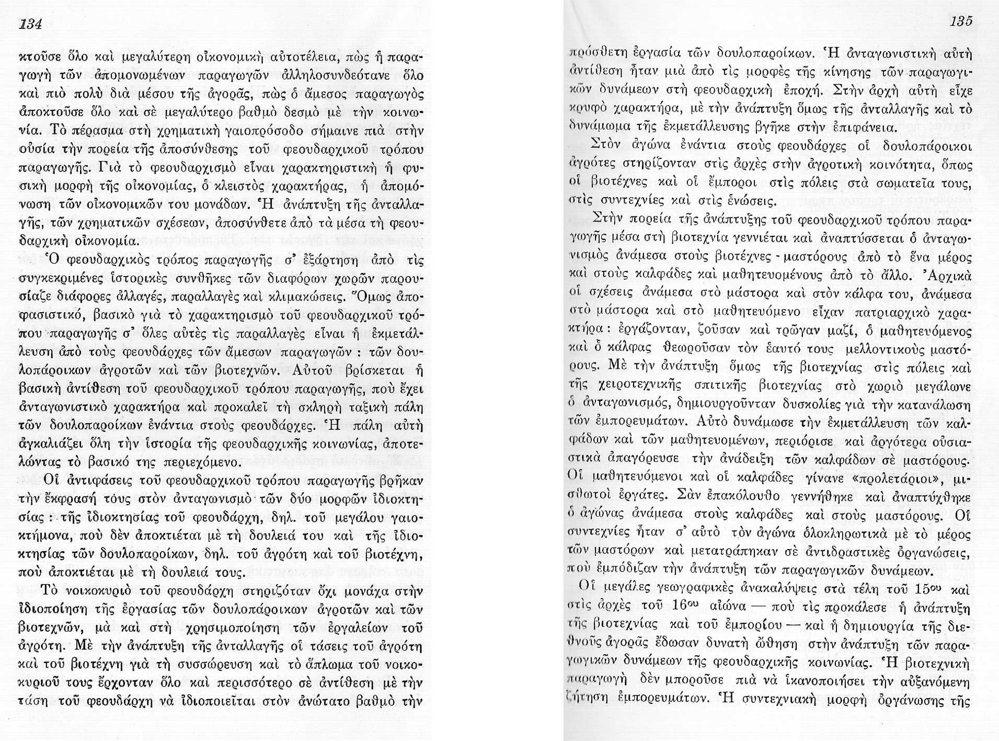 134
κτοῦσε ὅλο καὶ μεγαλύτερη οἰκονομικὴ αὐτοτέλεια, πὼς ἡ παρα-
γωγὴ τῶν ἀπομονωμένων παραγωγῶν ἀλληλοσυνδεότανε ὅλο
καὶ πιὸ πολὺ διὰ μέσου τῆς ἀγορᾶς, πὼς ὁ ἄμεσος παραγωγὸς
ἀποκτοῦσε ὅλο καὶ σὲ μεγαλύτερο βαθμὸ δεσμὸ μὲ τὴν κοινω-
νία. Τὸ πέρασμα στὴ χρηματικὴ γαιοπρόσοδο σήμαινε πιὰ στὴν
οὐσία τὴν πορεία τῆς ἀποσύνθεσης τοῦ φεουδαρχικοῦ τρόπου
παραγωγῆς. Γιὰ τὸ φεουδαρχισμὸ εἶναι χαρακτηριστικὴ ἡ φυ-
σικὴ μορφὴ τῆς οἰκονομίας, ὁ κλειστὸς χαρακτήρας, ἡ ἀπομό-
νωση τῶν οἰκονομικῶν του μονάδων. Ἡ ἀνάπτυξη τῆς ἀνταλλα-
γῆς, τῶν χρηματικῶν σχέσεων, ἀποσύνθετε ἀπὸ τὰ μέσα τὴ φεου-
δαρχικὴ οἰκονομία.
Ὁ φεουδαρχικὸς τρόπος παραγωγῆς σ’ ἐξάρτηση ἀπὸ τὶς
συγκεκριμένες ἱστορικὲς συνθῆκες τῶν διαφόρων χωρῶν παρου-
σίαζε διάφορες ἀλλαγές, παραλλαγὲς καὶ κλιμακώσεις. Ὅμως ἀπο-
φασιστικό, βασικὸ γιὰ τὸ χαρακτηρισμὸ τοῦ φεουδαρχικοῦ τρό-
που παραγωγῆς σ’ ὅλες αὐτὲς τὶς παραλλαγὲς εἶναι ἡ ἐκμετάλ-
λευση ἀπὸ τοὺς φεουδάρχες τῶν ἄμεσων παραγωγῶν : τῶν δου-
λοπάροικων ἀγροτῶν καὶ τῶν βιοτεχνῶν. Αὐτοῦ βρίσκεται ἡ
βασικὴ ἀντίθεση τοῦ φεουδαρχικοῦ τρόπου παραγωγῆς, ποὺ ἔχει
ἀνταγωνιστικὸ χαρακτήρα καὶ προκαλεῖ τὴ σκληρὴ ταξικὴ πάλη
τῶν δουλοπαροίκων ἐνάντια στοὺς φεουδάρχες. Ἡ πάλη αὐτὴ
ἀγκαλιάζει ὅλη τὴν ἱστορία τῆς φεουδαρχικῆς κοινωνίας, ἀποτε-
λώντας τὸ βασικό της περιεχόμενο.
Οἱ ἀντιφάσεις τοῦ φεουδαρχικοῦ τρόπου παραγωγῆς βρῆκαν
τὴν ἔκφρασή τους στὸν ἀνταγωνισμὸ τῶν δύο μορφῶν ἰδιοκτη-
σίας : τῆς ἰδιοκτησίας τοῦ φεουδάρχη, δηλ. τοῦ μεγάλου γαιο-
κτήμονα, ποὺ δὲν ἀποκτιέται μὲ τὴ δουλειά του καὶ τῆς ἰδιο-
κτησίας τῶν δουλοπαροίκων, δηλ. τοῦ ἀγρότη καὶ τοῦ βιοτέχνη,
ποὺ ἀποκτιέται μὲ τὴ δουλειά τους.
Τὸ νοικοκυριὸ τοῦ φεουδάρχη στηριζόταν ὄχι μονάχα στὴν
ἰδιοποίηση τῆς ἐργασίας τῶν δουλοπάροικων ἀγροτῶν καὶ τῶν
βιοτεχνῶν, μὰ καὶ στὴ χρησιμοποίηση τῶν ἐργαλείων τοῦ
ἀγρότη. Μὲ τὴν ἀνάπτυξη τῆς ἀνταλλαγῆς οἱ τάσεις τοῦ ἀγρότη
καὶ τοῦ βιοτέχνη γιὰ τὴ συσσώρευση καὶ τὸ ἅπλωμα τοῦ νοικο-
κυριοῦ τους ἔρχονταν ὅλο καὶ περισσότερο σὲ ἀντίθεση μὲ τὴν
τάση τοῦ φεουδάρχη νὰ ἰδιοποιεῖται στὸν ἀνώτατο βαθμὸ τὴν
135
πρόσθετη ἐργασία τῶν δουλοπαροίκων. Ἡ ἀνταγωνιστικὴ αὐτὴ
ἀντίθεση ἦταν μιὰ ἀπὸ τὶς μορφὲς τῆς κίνησης τῶν παραγωγι-
κῶν δυνάμεων στὴ φεουδαρχικὴ ἐποχή. Στὴν ἀρχὴ αὐτὴ εἶχε
κρυφὸ χαρακτήρα, μὲ τὴν ἀνάπτυξη ὅμως τῆς ἀνταλλαγῆς καὶ τὸ
δυνάμωμα τῆς ἐκμετάλλευσης βγῆκε στὴν ἐπιφάνεια.
Στὸν ἀγώνα ἐνάντια στοὺς φεουδάρχες οἱ δουλοπάροικοι
ἀγρότες στηρίζονταν στὶς ἀρχὲς στὴν ἀγροτικὴ κοινότητα, ὅπως
οἱ βιοτέχνες καὶ οἱ ἔμποροι στὶς πόλεις στὰ σωματεῖα τους,
στὶς συντεχνίες καὶ στὶς ἑνώσεις.
Στὴν πορεία τῆς ἀνάπτυξης τοῦ φεουδαρχικοῦ τρόπου παρα-
γωγῆς μέσα στὴ βιοτεχνία γεννιέται καὶ ἀναπτύσσεται ὁ ἀνταγω-
νισμὸς ἀνάμεσα στοὺς βιοτέχνες - μαστόρους ἀπὸ τὸ ἕνα μέρος
καὶ στοὺς καλφάδες καὶ μαθητευομένους ἀπὸ τὸ ἄλλο. Ἀρχικὰ
οἱ σχέσεις ἀνάμεσα στὸ μάστορα καὶ στὸν κάλφα του, ἀνάμεσα
στὸ μάστορα καὶ στὸ μαθητευόμενο εἶχαν πατριαρχικὸ χαρα-
κτήρα : ἐργάζονταν, ζοῦσαν καὶ τρῶγαν μαζί, ὁ μαθητευόμενος
καὶ ὁ κάλφας θεωροῦσαν τὸν ἑαυτό τους μελλοντικοὺς μαστό-
ρους. Μὲ τὴν ἀνάπτυξη ὅμως τῆς βιοτεχνίας στὶς πόλεις καὶ
τῆς χειροτεχνικῆς σπιτικῆς βιοτεχνίας στὸ χωριὸ μεγάλωνε
ὁ ἀνταγωνισμός, δημιουργοῦνταν δυσκολίες γιὰ τὴν κατανάλωση
τῶν ἐμπορευμάτων. Αὐτὸ δυνάμωσε τὴν ἐκμετάλλευση τῶν καλ-
φάδων καὶ τῶν μαθητευομένων, περιόρισε καὶ ἀργότερα οὐσια-
στικὰ ἀπαγόρευσε τὴν ἀνάδειξη τῶν καλφάδων σὲ μαστόρους.
Οἱ μαθητευόμενοι καὶ οἱ καλφάδες γίνανε «προλετάριοι», μι-
σθωτοὶ ἐργάτες. Σὰν ἐπακόλουθο γεννήθηκε καὶ ἀναπτύχθηκε
ὁ ἀγώνας ἀνάμεσα στοὺς καλφάδες καὶ στοὺς μαστόρους. Οἱ
συντεχνίες ἦταν σ’ αὐτὸ τὸν ἀγώνα ὁλοκληρωτικὰ μὲ τὸ μέρος
τῶν μαστόρων καὶ μετατράπηκαν σὲ ἀντιδραστικὲς ὀργανώσεις,
ποὺ ἐμπόδιζαν τὴν ἀνάπτυξη τῶν παραγωγικῶν δυνάμεων.
Οἱ μεγάλες γεωγραφικὲς ἀνακαλύψεις στὰ τέλη τοῦ 15ου καὶ
στὶς ἀρχὲς τοῦ 16ου αἰώνα — ποὺ τὶς προκάλεσε ἡ ἀνάπτυξη
τῆς βιοτεχνίας καὶ τοῦ ἐμπορίου — καὶ ἡ δημιουργία τῆς διε-
θνοῦς ἀγορᾶς ἔδωσαν δυνατὴ ὤθηση στὴν ἀνάπτυξη τῶν παρα-
γωγικῶν δυνάμεων τῆς φεουδαρχικῆς κοινωνίας. Ἡ βιοτεχνικὴ
παραγωγὴ δὲν μποροῦσε πιὰ νὰ ἱκανοποιήσει τὴν αὐξανόμενη
ζήτηση ἐμπορευμάτων. Ἡ συντεχνιακὴ μορφὴ ὀργάνωσης τῆς